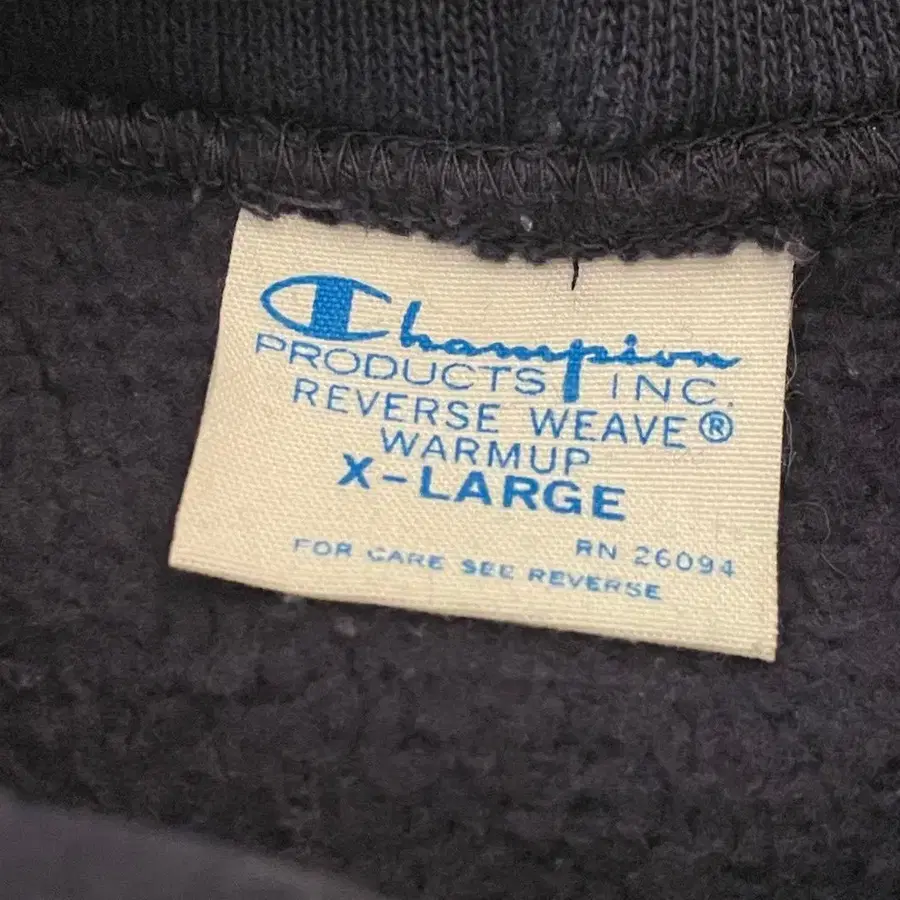 Champion
PRODUCTS INC.
REVERSE WEAVE®
WARMUP
X-LARGE
RN 26094
FOR CARE SEE REVERSE